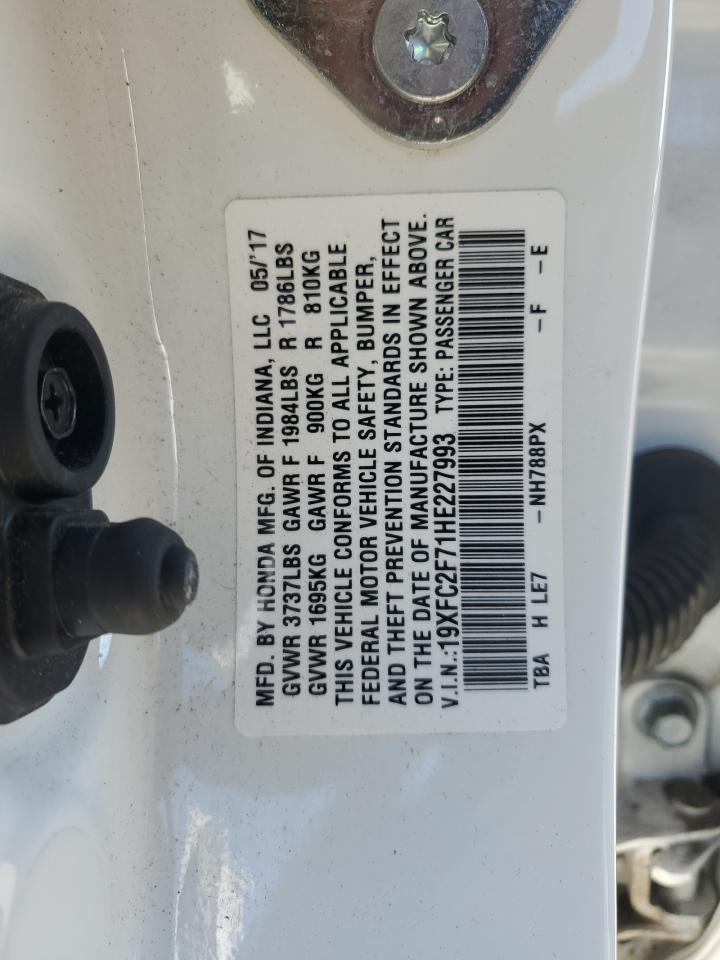 MFD. BY HONDA MFG. OF INDIANA, LLC 05/'17
GVWR 3737LBS GAWR F 1984LBS R 1786LBS
GVWR 1695KG GAWR F 900KG R 810KG
THIS VEHICLE CONFORMS TO ALL APPLICABLE
FEDERAL MOTOR VEHICLE SAFETY, BUMPER,
AND THEFT PREVENTION STANDARDS IN EFFECT
ON THE DATE OF MANUFACTURE SHOWN ABOVE.
V.I.N.:19XFC2F71HE227993 TYPE: PASSENGER CAR
TBA H LE7 -NH788PX -F -E